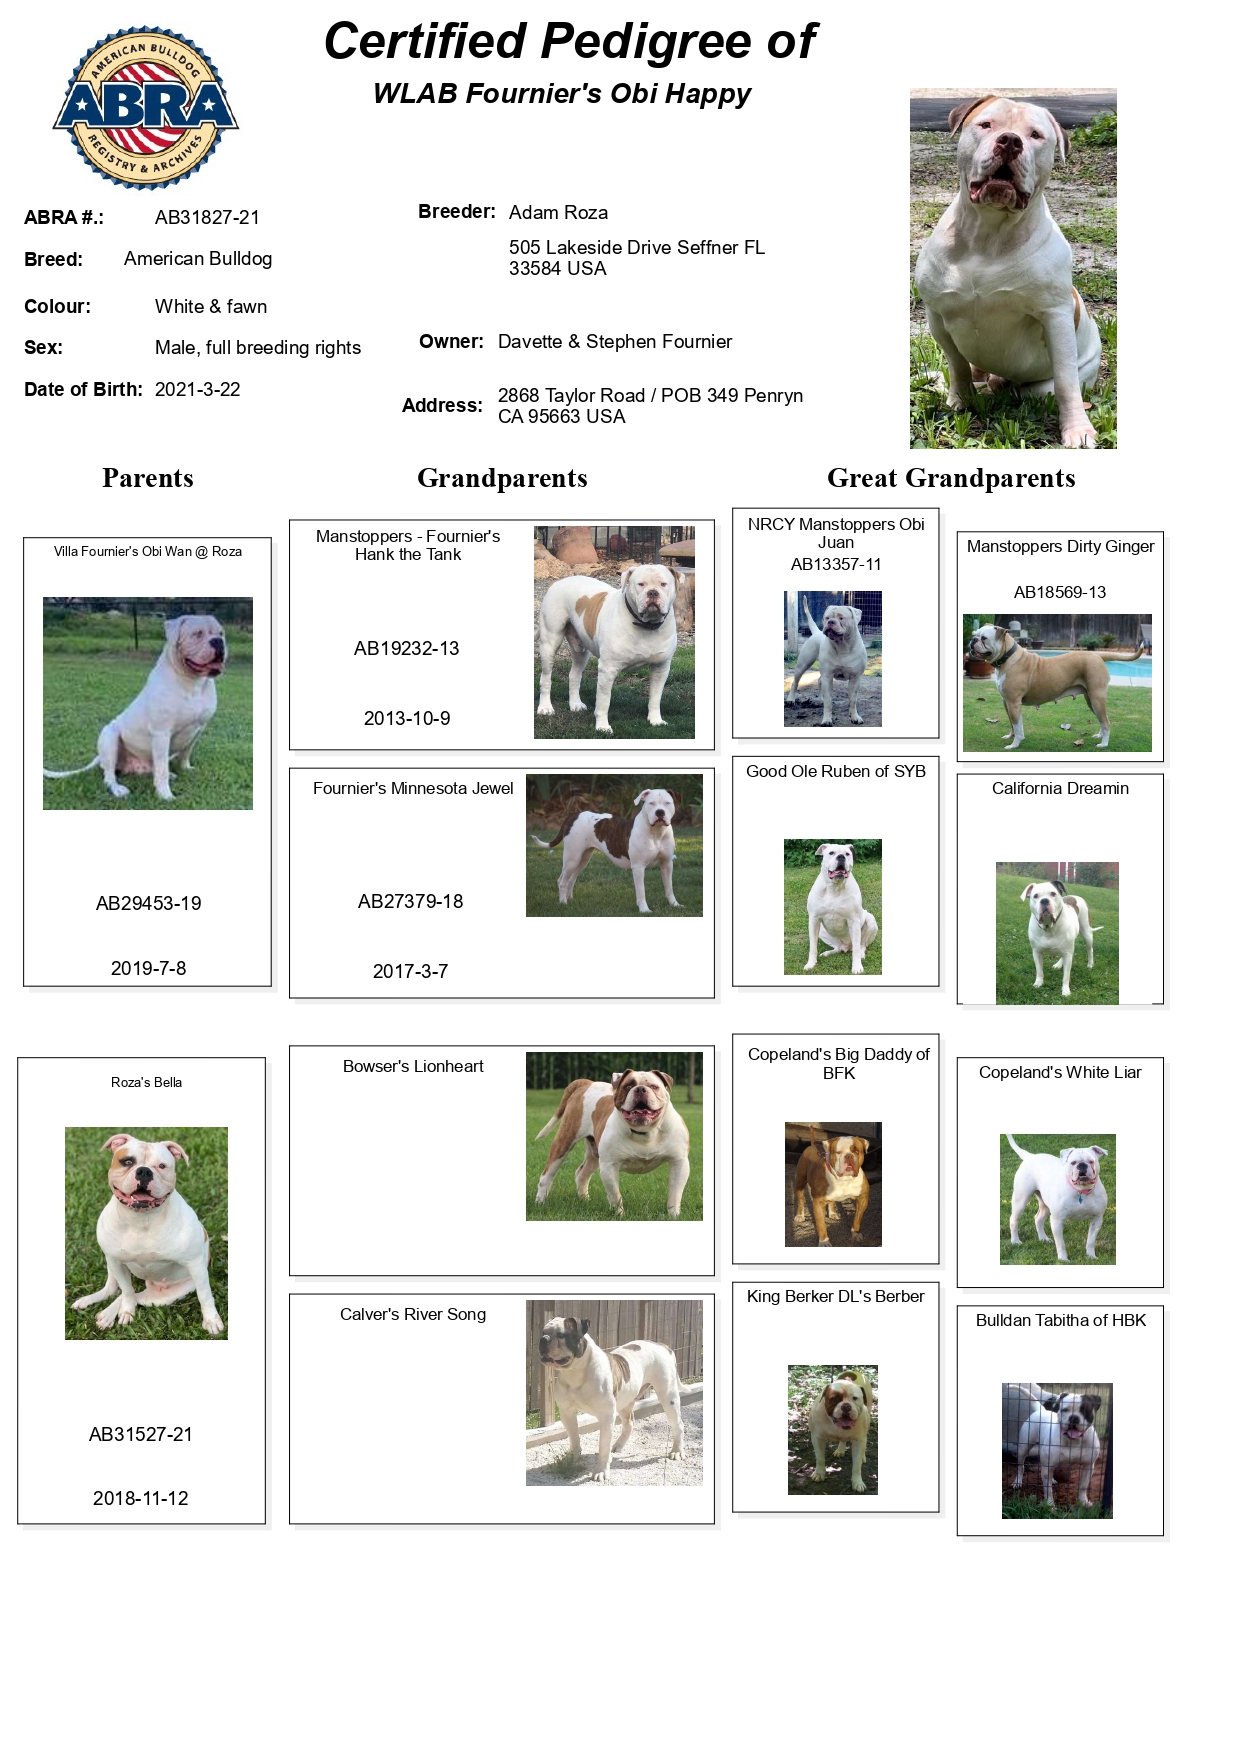 Certified Pedigree of
WLAB Fournier's Obi Happy
AMERICAN BULLDOG
ABRA
REGISTRY & ARCHIVES
ABRA #.: AB31827-21
Breed: American Bulldog
Colour: White & fawn
Sex: Male, full breeding rights
Date of Birth: 2021-3-22
Breeder: Adam Roza
505 Lakeside Drive Seffner FL
33584 USA
Owner: Davette & Stephen Fournier
Address: 2868 Taylor Road / POB 349 Penryn
CA 95663 USA
Parents
Grandparents
Great Grandparents
Villa Fournier's Obi Wan @ Roza
AB29453-19
2019-7-8
Roza's Bella
AB31527-21
2018-11-12
Manstoppers - Fournier's
Hank the Tank
AB19232-13
2013-10-9
Fournier's Minnesota Jewel
AB27379-18
2017-3-7
Bowser's Lionheart
Calver's River Song
NRCY Manstoppers Obi
Juan
AB13357-11
Manstoppers Dirty Ginger
AB18569-13
Good Ole Ruben of SYB
California Dreamin
Copeland's Big Daddy of
BFK
Copeland's White Liar
King Berker DL's Berber
Bulldan Tabitha of HBK